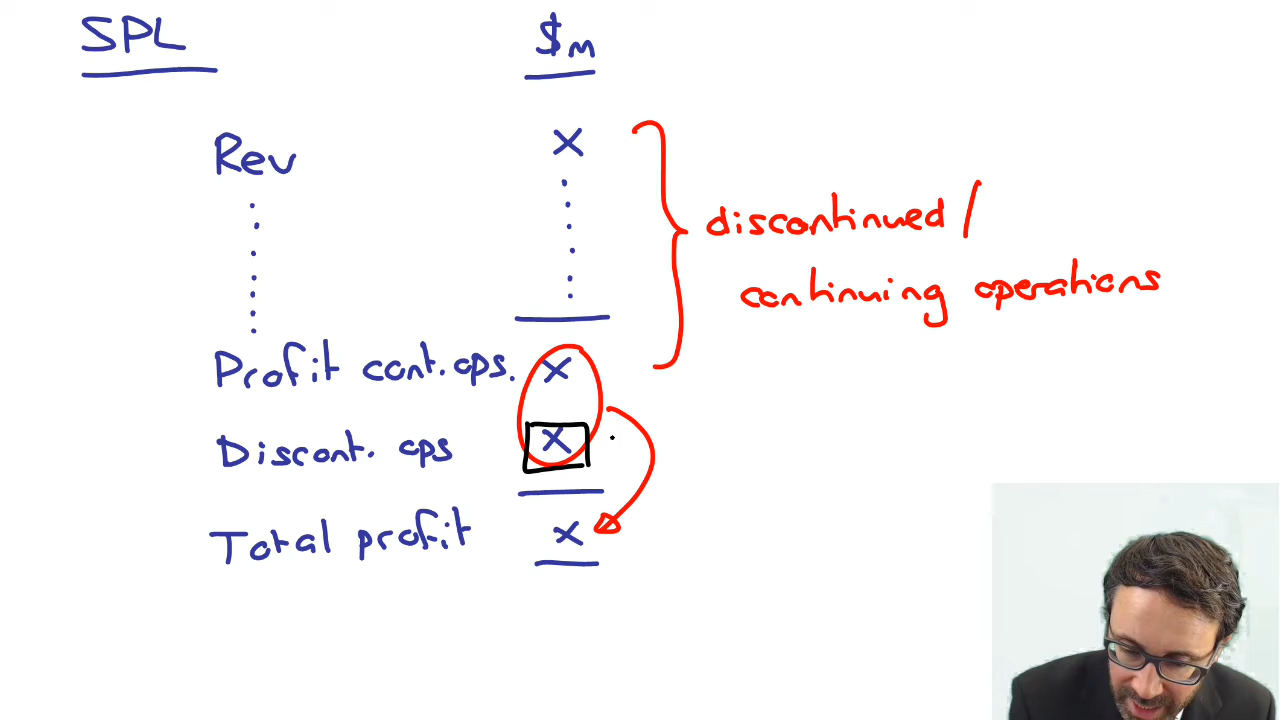 SPL $m
Rev X
discontinued /
continuing operations
Profit cont. ops. X
Discont. ops X
Total profit X